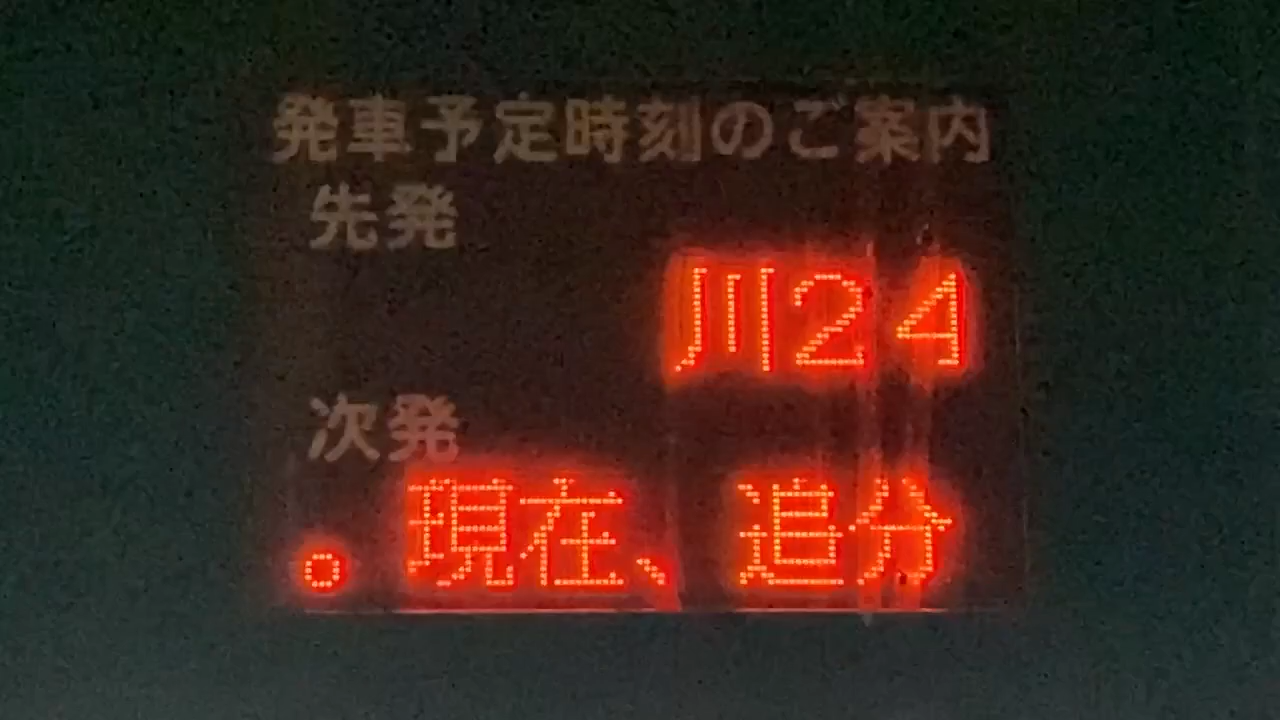 発車予定時刻のご案内
先発
川24
次発
。現在、追分